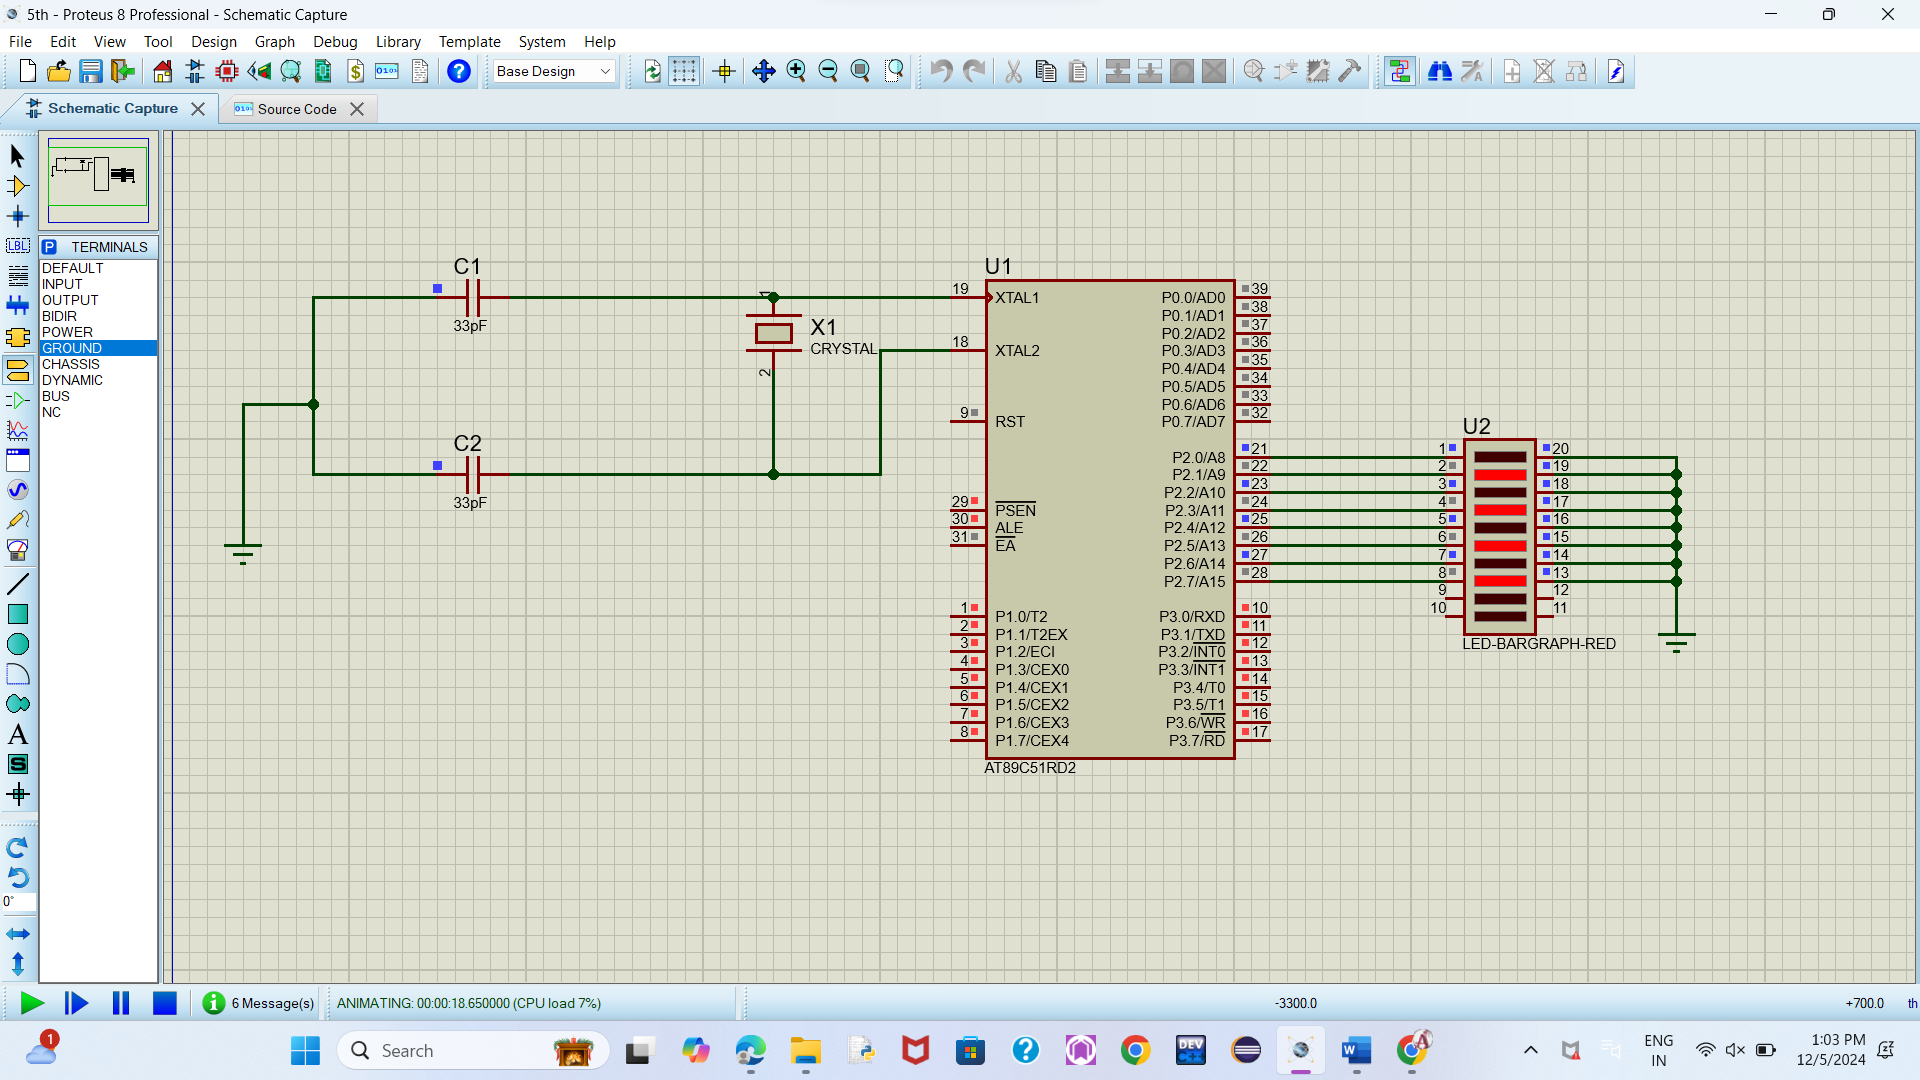 5th - Proteus 8 Professional - Schematic Capture
File Edit View Tool Design Graph Debug Library Template System Help
Base Design
Schematic Capture
Source Code
P TERMINALS
DEFAULT
INPUT
OUTPUT
BIDIR
POWER
GROUND
CHASSIS
DYNAMIC
BUS
NC
LBL
A
S
0°
C1
33pF
C2
33pF
1
X1
CRYSTAL
2
U1
19 XTAL1
18 XTAL2
9 RST
29 PSEN
30 ALE
31 EA
1 P1.0/T2
2 P1.1/T2EX
3 P1.2/ECI
4 P1.3/CEX0
5 P1.4/CEX1
6 P1.5/CEX2
7 P1.6/CEX3
8 P1.7/CEX4
P0.0/AD0 39
P0.1/AD1 38
P0.2/AD2 37
P0.3/AD3 36
P0.4/AD4 35
P0.5/AD5 34
P0.6/AD6 33
P0.7/AD7 32
P2.0/A8 21
P2.1/A9 22
P2.2/A10 23
P2.3/A11 24
P2.4/A12 25
P2.5/A13 26
P2.6/A14 27
P2.7/A15 28
P3.0/RXD 10
P3.1/TXD 11
P3.2/INT0 12
P3.3/INT1 13
P3.4/T0 14
P3.5/T1 15
P3.6/WR 16
P3.7/RD 17
AT89C51RD2
U2
1 20
2 19
3 18
4 17
5 16
6 15
7 14
8 13
9 12
10 11
LED-BARGRAPH-RED
6 Message(s)
ANIMATING: 00:00:18.650000 (CPU load 7%)
-3300.0
+700.0
th
1
Search
DEV
C++
ENG
IN
1:03 PM
12/5/2024